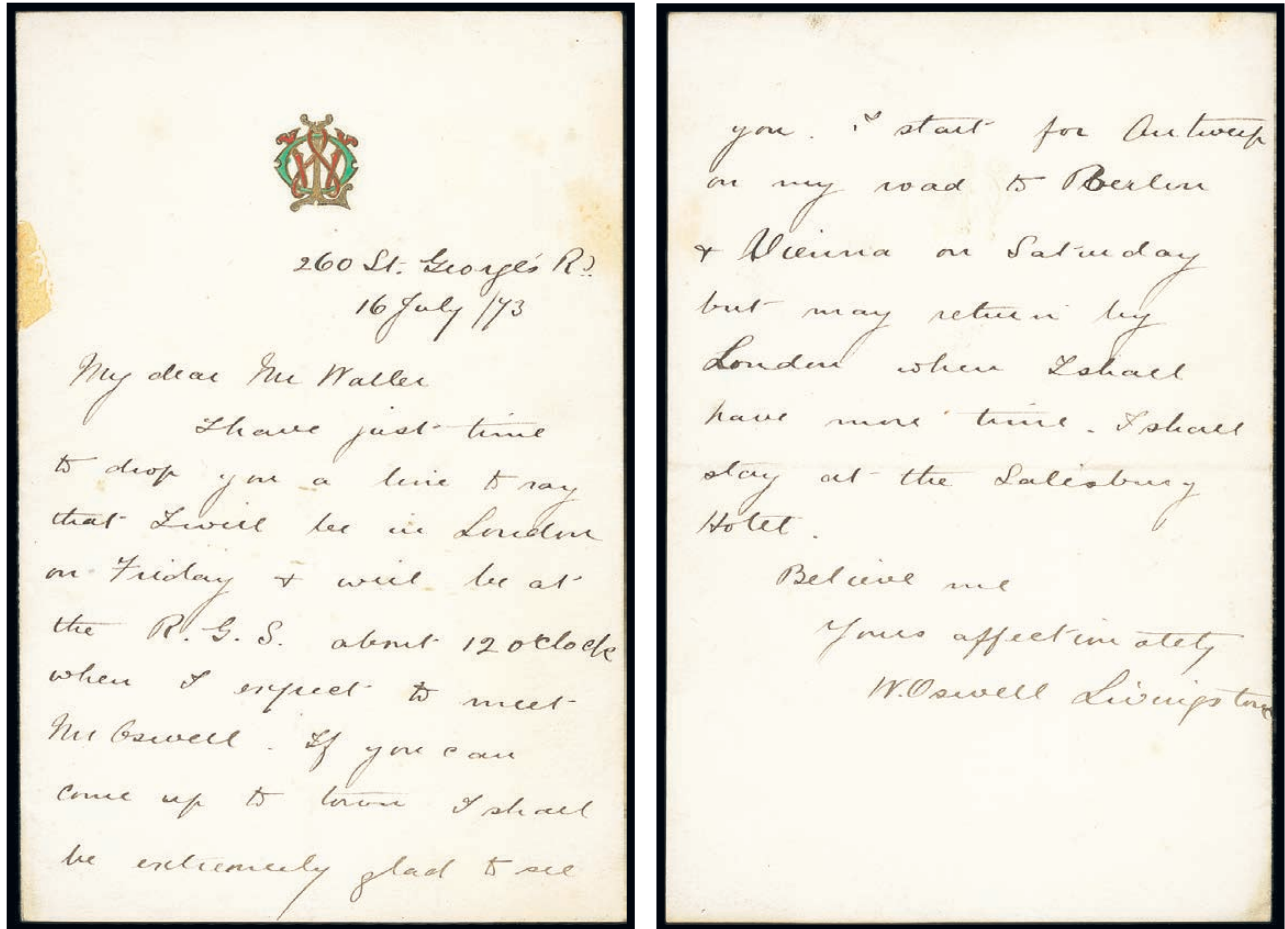 260 St. George's Rd.
16 July /73
My dear Mr Waller
I have just time
to drop you a line to say
that I will be in London
on Friday & will be at
the R. G. S. about 12 o'clock
when I expect to meet
Mr Oswell. If you can
come up to town I shall
be extremely glad to see
you. I start for Antwerp
on my road to Berlin
& Vienna on Saturday
but may return by
London when I shall
have more time. I shall
stay at the Salisbury
Hotel.
Believe me
Yours affectionately
W. Oswell Livingstone